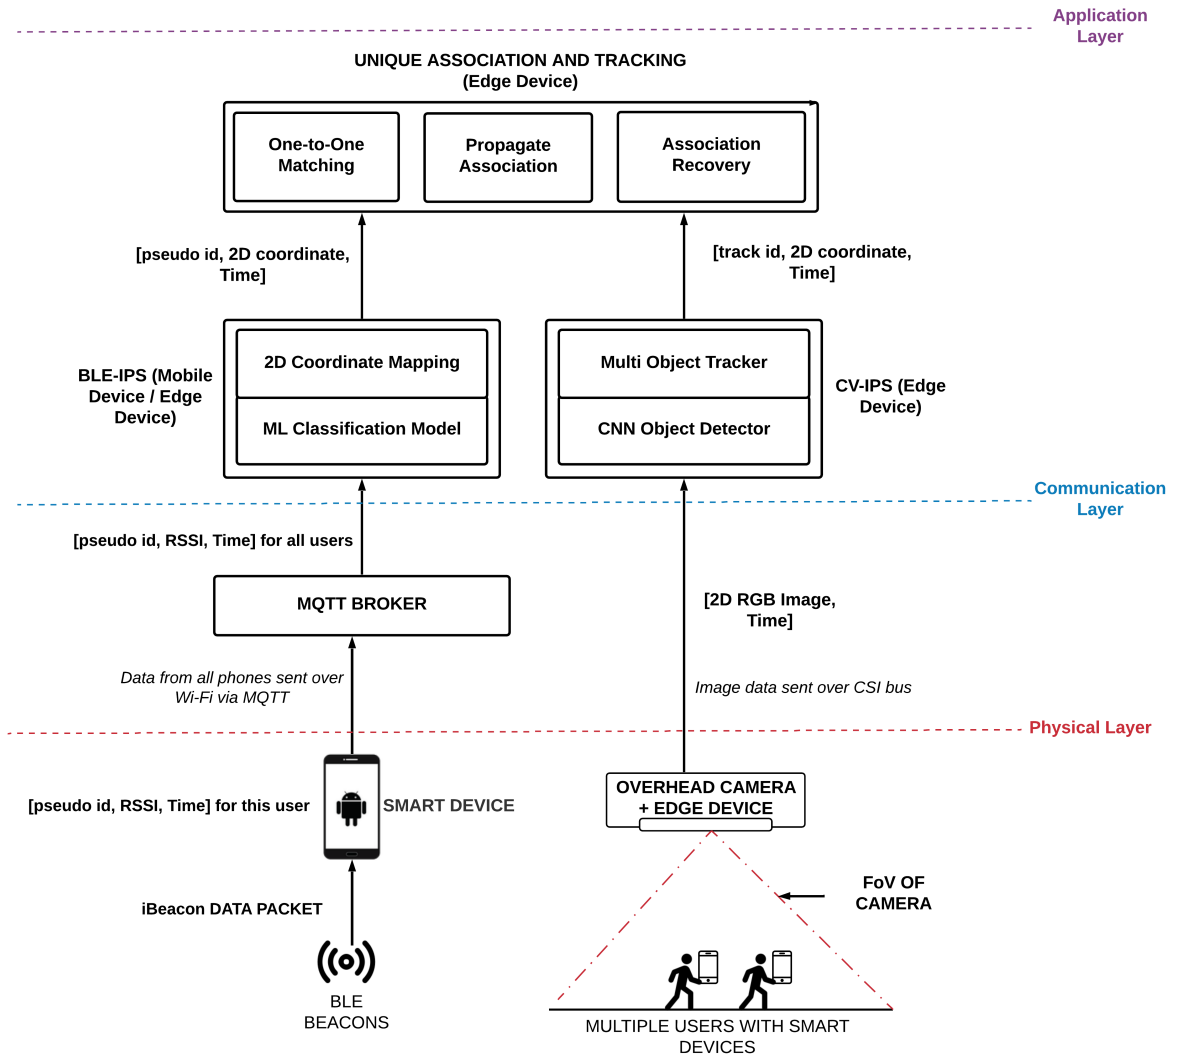 Application
Layer
UNIQUE ASSOCIATION AND TRACKING
(Edge Device)
One-to-One
Matching
Propagate
Association
Association
Recovery
[pseudo id, 2D coordinate,
Time]
[track id, 2D coordinate,
Time]
BLE-IPS (Mobile
Device / Edge
Device)
2D Coordinate Mapping
ML Classification Model
Multi Object Tracker
CNN Object Detector
CV-IPS (Edge
Device)
Communication
Layer
[pseudo id, RSSI, Time] for all users
MQTT BROKER
[2D RGB Image,
Time]
Data from all phones sent over
Wi-Fi via MQTT
Image data sent over CSI bus
Physical Layer
[pseudo id, RSSI, Time] for this user
SMART DEVICE
OVERHEAD CAMERA
+ EDGE DEVICE
iBeacon DATA PACKET
FoV OF
CAMERA
BLE
BEACONS
MULTIPLE USERS WITH SMART
DEVICES